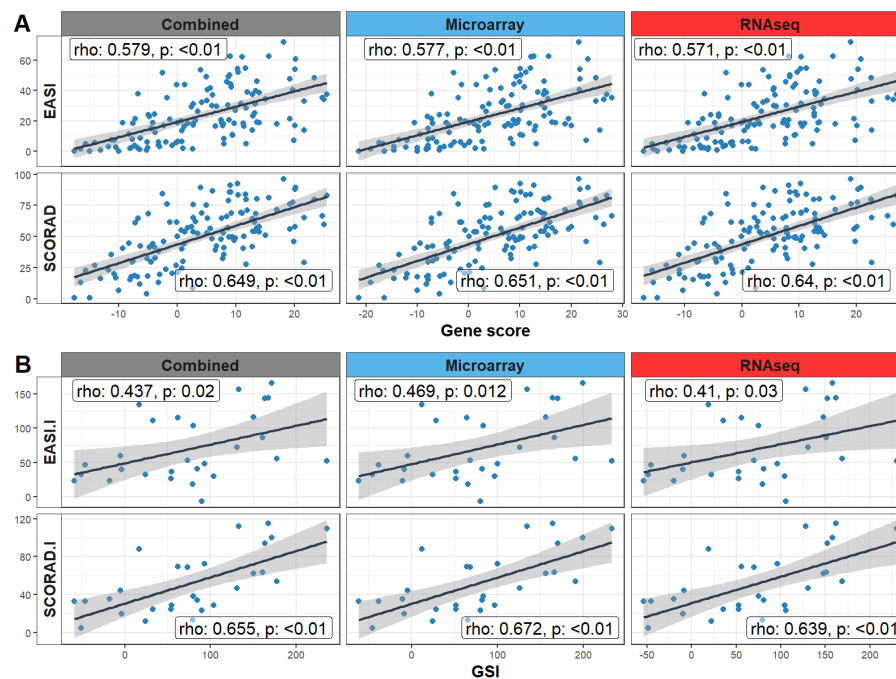 A
Combined Microarray RNAseq
EASI
60
40
20
0
rho: 0.579, p: <0.01
rho: 0.577, p: <0.01
rho: 0.571, p: <0.01
SCORAD
100
75
50
25
0
rho: 0.649, p: <0.01
rho: 0.651, p: <0.01
rho: 0.64, p: <0.01
-10 0 10 20
-20 -10 0 10 20 30
-10 0 10 20
Gene score
B
Combined Microarray RNAseq
EASI.I
150
100
50
0
rho: 0.437, p: 0.02
rho: 0.469, p: 0.012
rho: 0.41, p: 0.03
SCORAD.I
120
80
40
0
rho: 0.655, p: <0.01
rho: 0.672, p: <0.01
rho: 0.639, p: <0.01
0 100 200
0 100 200
-50 0 50 100 150 200
GSI